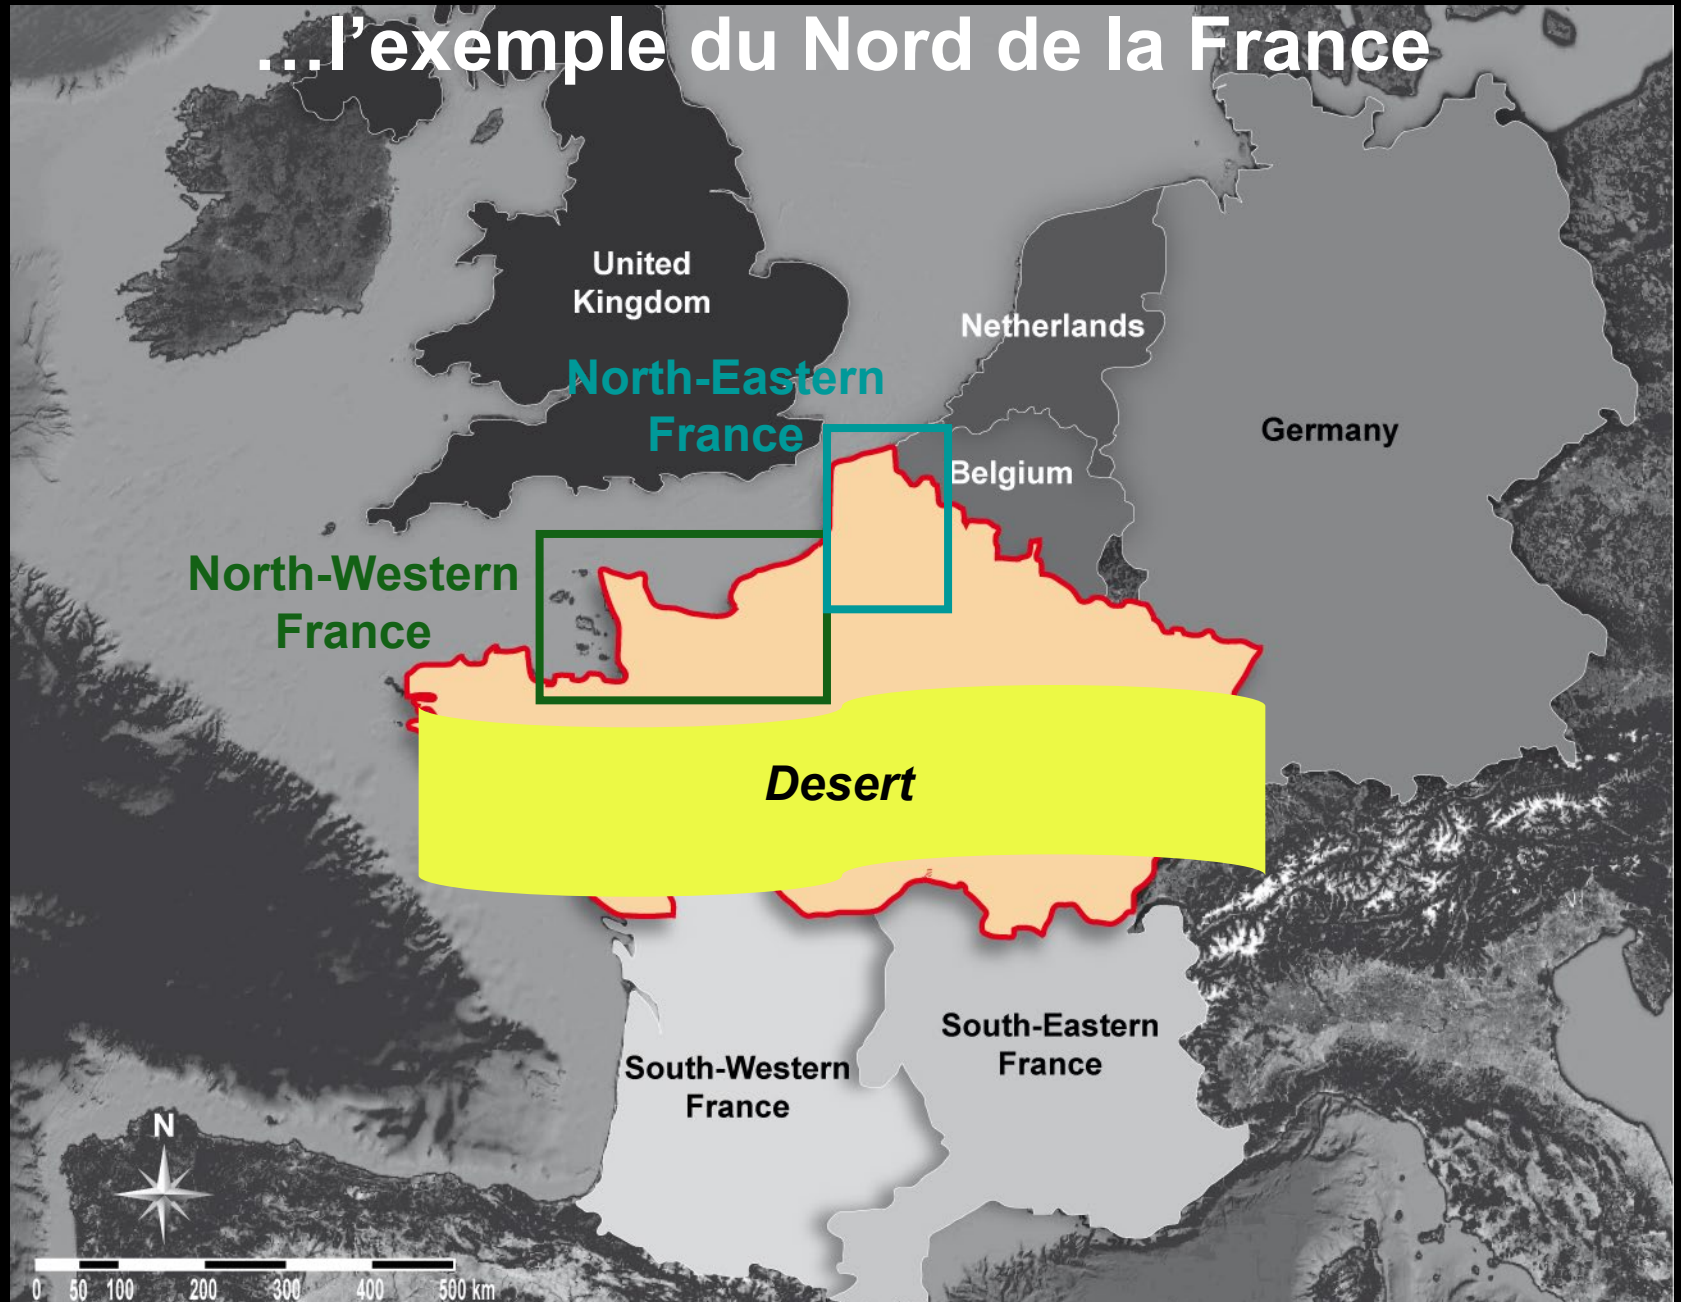 ...l'exemple du Nord de la France
United
Kingdom
Netherlands
North-Eastern
France
Germany
Belgium
North-Western
France
Desert
South-Eastern
France
South-Western
France
N
0 50 100 200 300 400 500 km